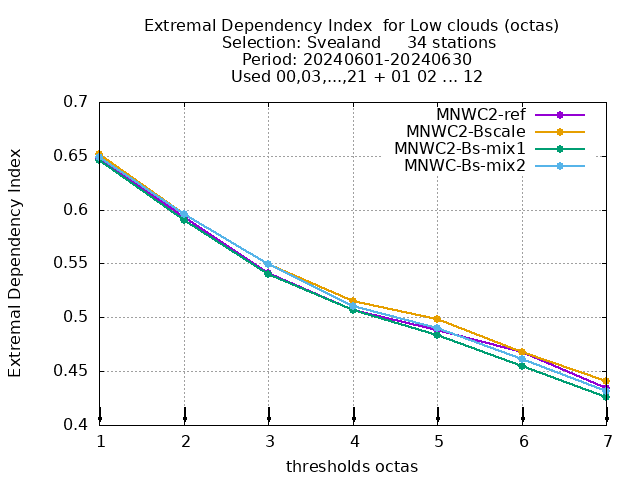 Extremal Dependency Index  for Low clouds (octas)
Selection: Svealand     34 stations
Period: 20240601-20240630
Used 00,03,...,21 + 01 02 ... 12
MNWC2-ref
MNWC2-Bscale
MNWC2-Bs-mix1
MNWC-Bs-mix2
Extremal Dependency Index
0.7
0.65
0.6
0.55
0.5
0.45
0.4
1 2 3 4 5 6 7
thresholds octas